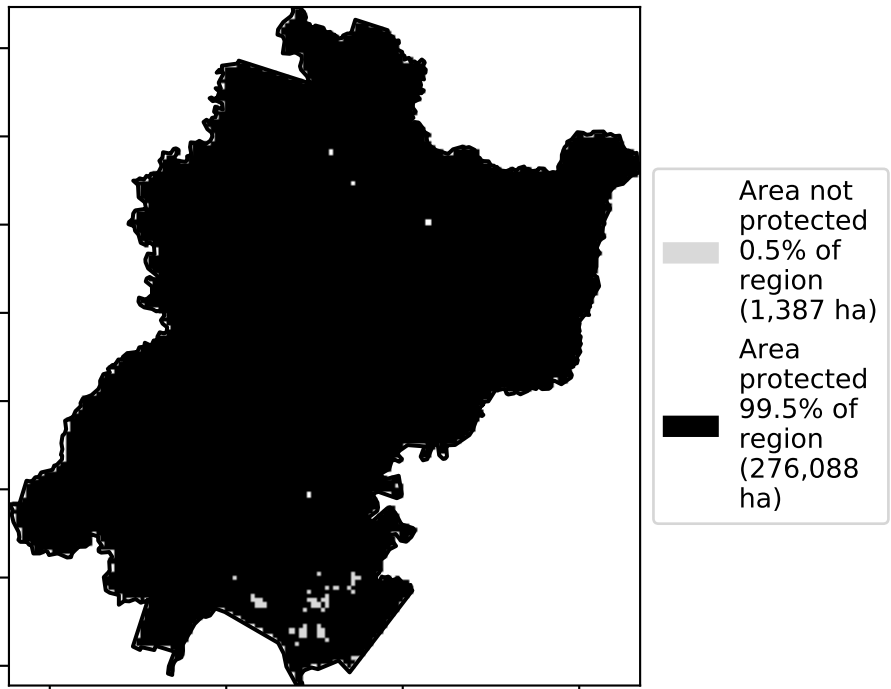 Area not
protected
0.5% of
region
(1,387 ha)
Area
protected
99.5% of
region
(276,088
ha)